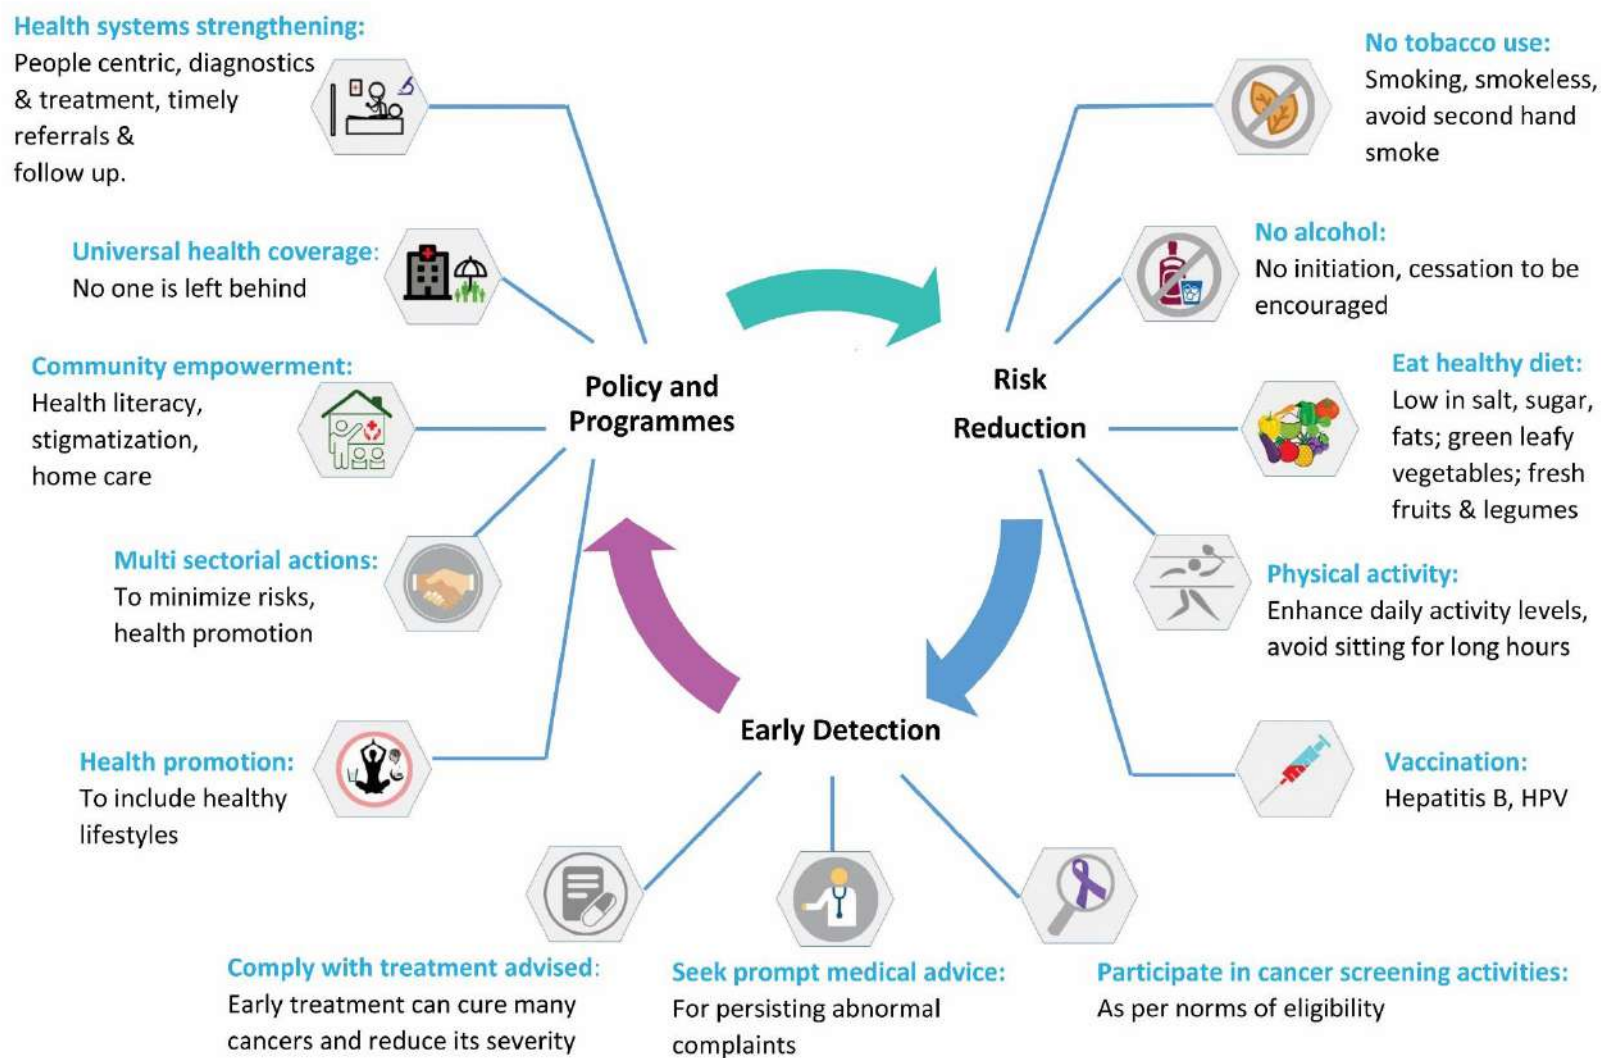 Health systems strengthening:
People centric, diagnostics
& treatment, timely
referrals &
follow up.
Universal health coverage:
No one is left behind
Community empowerment:
Health literacy,
stigmatization,
home care
Multi sectorial actions:
To minimize risks,
health promotion
Health promotion:
To include healthy
lifestyles
Policy and
Programmes
Risk
Reduction
Early Detection
No tobacco use:
Smoking, smokeless,
avoid second hand
smoke
No alcohol:
No initiation, cessation to be
encouraged
Eat healthy diet:
Low in salt, sugar,
fats; green leafy
vegetables; fresh
fruits & legumes
Physical activity:
Enhance daily activity levels,
avoid sitting for long hours
Vaccination:
Hepatitis B, HPV
Comply with treatment advised:
Early treatment can cure many
cancers and reduce its severity
Seek prompt medical advice:
For persisting abnormal
complaints
Participate in cancer screening activities:
As per norms of eligibility